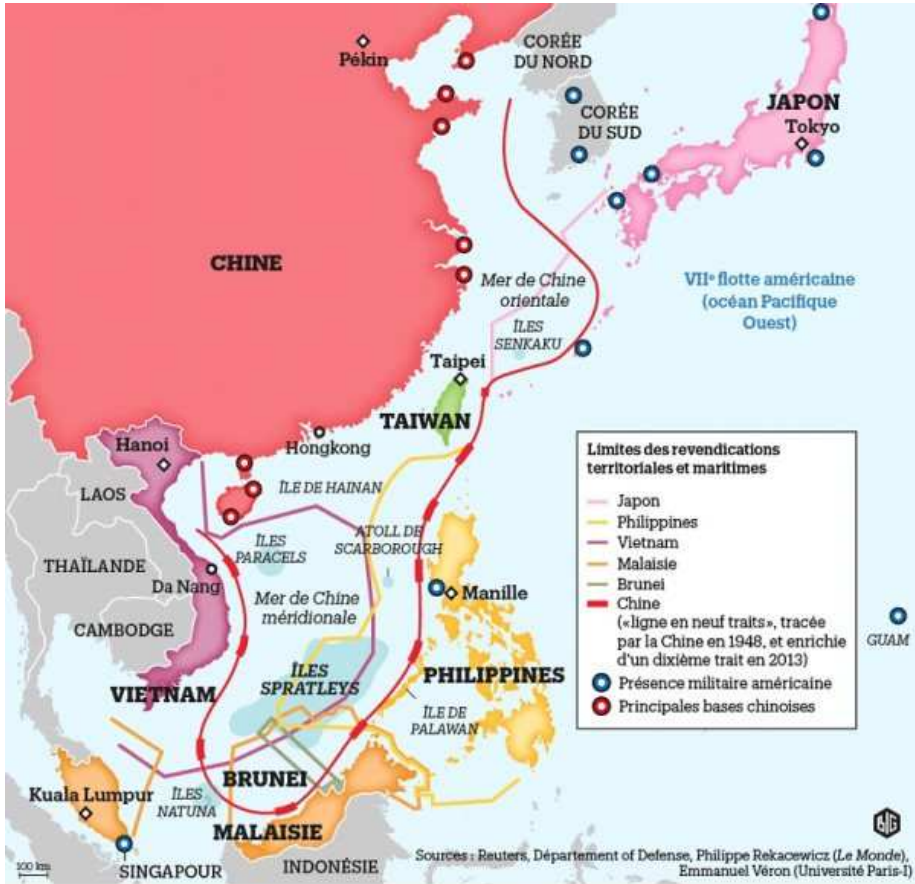 Pékin
CORÉE
DU NORD
CORÉE
DU SUD
JAPON
Tokyo
CHINE
Mer de Chine
orientale
VIIe flotte américaine
(océan Pacifique
Ouest)
ÎLES
SENKAKU
Taipei
TAIWAN
Hanoi
Hongkong
LAOS
ÎLE DE HAINAN
THAÏLANDE
ÎLES
PARACELS
ATOLL DE
SCARBOROUGH
Da Nang
Mer de Chine
méridionale
Manille
CAMBODGE
VIETNAM
ÎLES
SPRATLEYS
PHILIPPINES
ÎLE DE
PALAWAN
GUAM
BRUNEI
Kuala Lumpur
ÎLES
NATUNA
MALAISIE
SINGAPOUR
INDONÉSIE
100 km
Limites des revendications
territoriales et maritimes
Japon
Philippines
Vietnam
Malaisie
Brunei
Chine
(«ligne en neuf traits», tracée
par la Chine en 1948, et enrichie
d'un dixième trait en 2013)
Présence militaire américaine
Principales bases chinoises
BIG
Sources : Reuters, Département of Defense, Philippe Rekacewicz (Le Monde),
Emmanuel Véron (Université Paris-I)